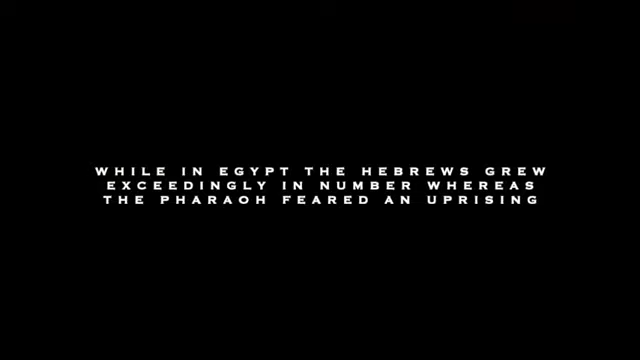 WHILE IN EGYPT THE HEBREWS GREW
EXCEEDINGLY IN NUMBER WHEREAS
THE PHARAOH FEARED AN UPRISING